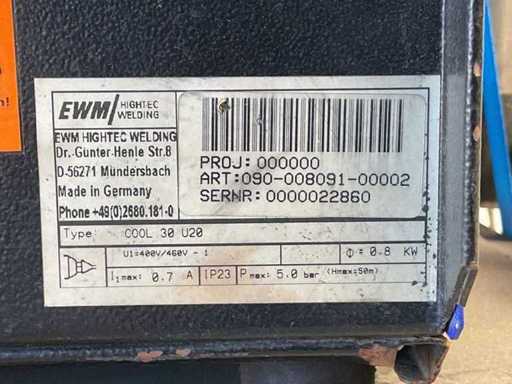 EWM HIGHTEC
WELDING
EWM HIGHTEC WELDING
Dr. Günter-Henle Str.8
D-56271 Mündersbach
Made in Germany
Phone +49(0)2680.181-0
PROJ: 000000
ART:090-008091-00002
SERNR: 0000022860
Type COOL 30 U20
U1=400V/460V - 1
Φ = 0.8 KW
I1max: 0.7 A IP23 Pmax: 5.0 bar (Hmax=50m)